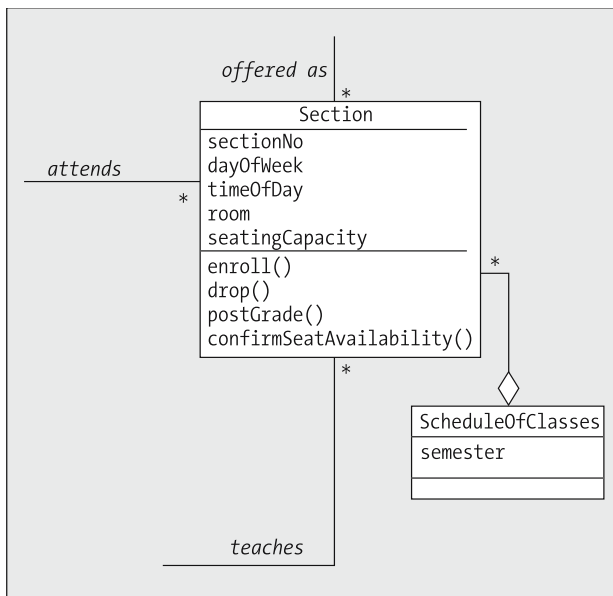 offered as
*
Section
sectionNo
dayOfWeek
timeOfDay
room
seatingCapacity
attends
*
enroll()
drop()
postGrade()
confirmSeatAvailability()
*
*
ScheduleOfClasses
semester
teaches